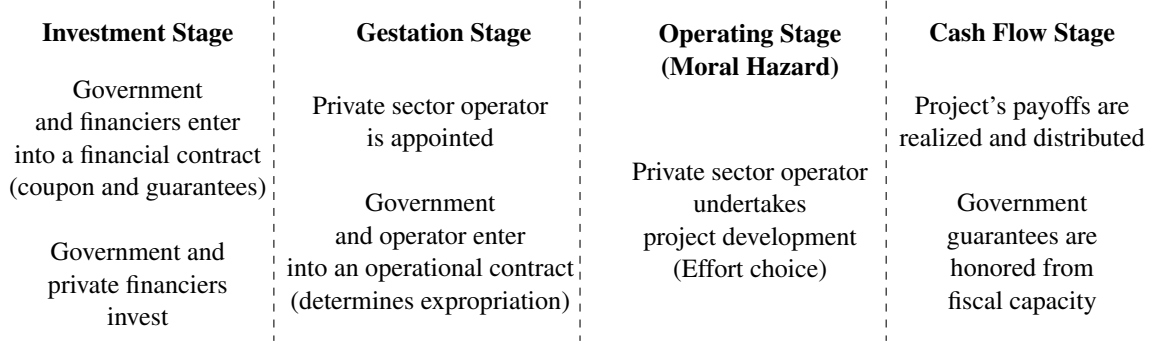 Investment Stage
Government
and financiers enter
into a financial contract
(coupon and guarantees)
Government and
private financiers
invest
Gestation Stage
Private sector operator
is appointed
Government
and operator enter
into an operational contract
(determines expropriation)
Operating Stage
(Moral Hazard)
Private sector operator
undertakes
project development
(Effort choice)
Cash Flow Stage
Project's payoffs are
realized and distributed
Government
guarantees are
honored from
fiscal capacity